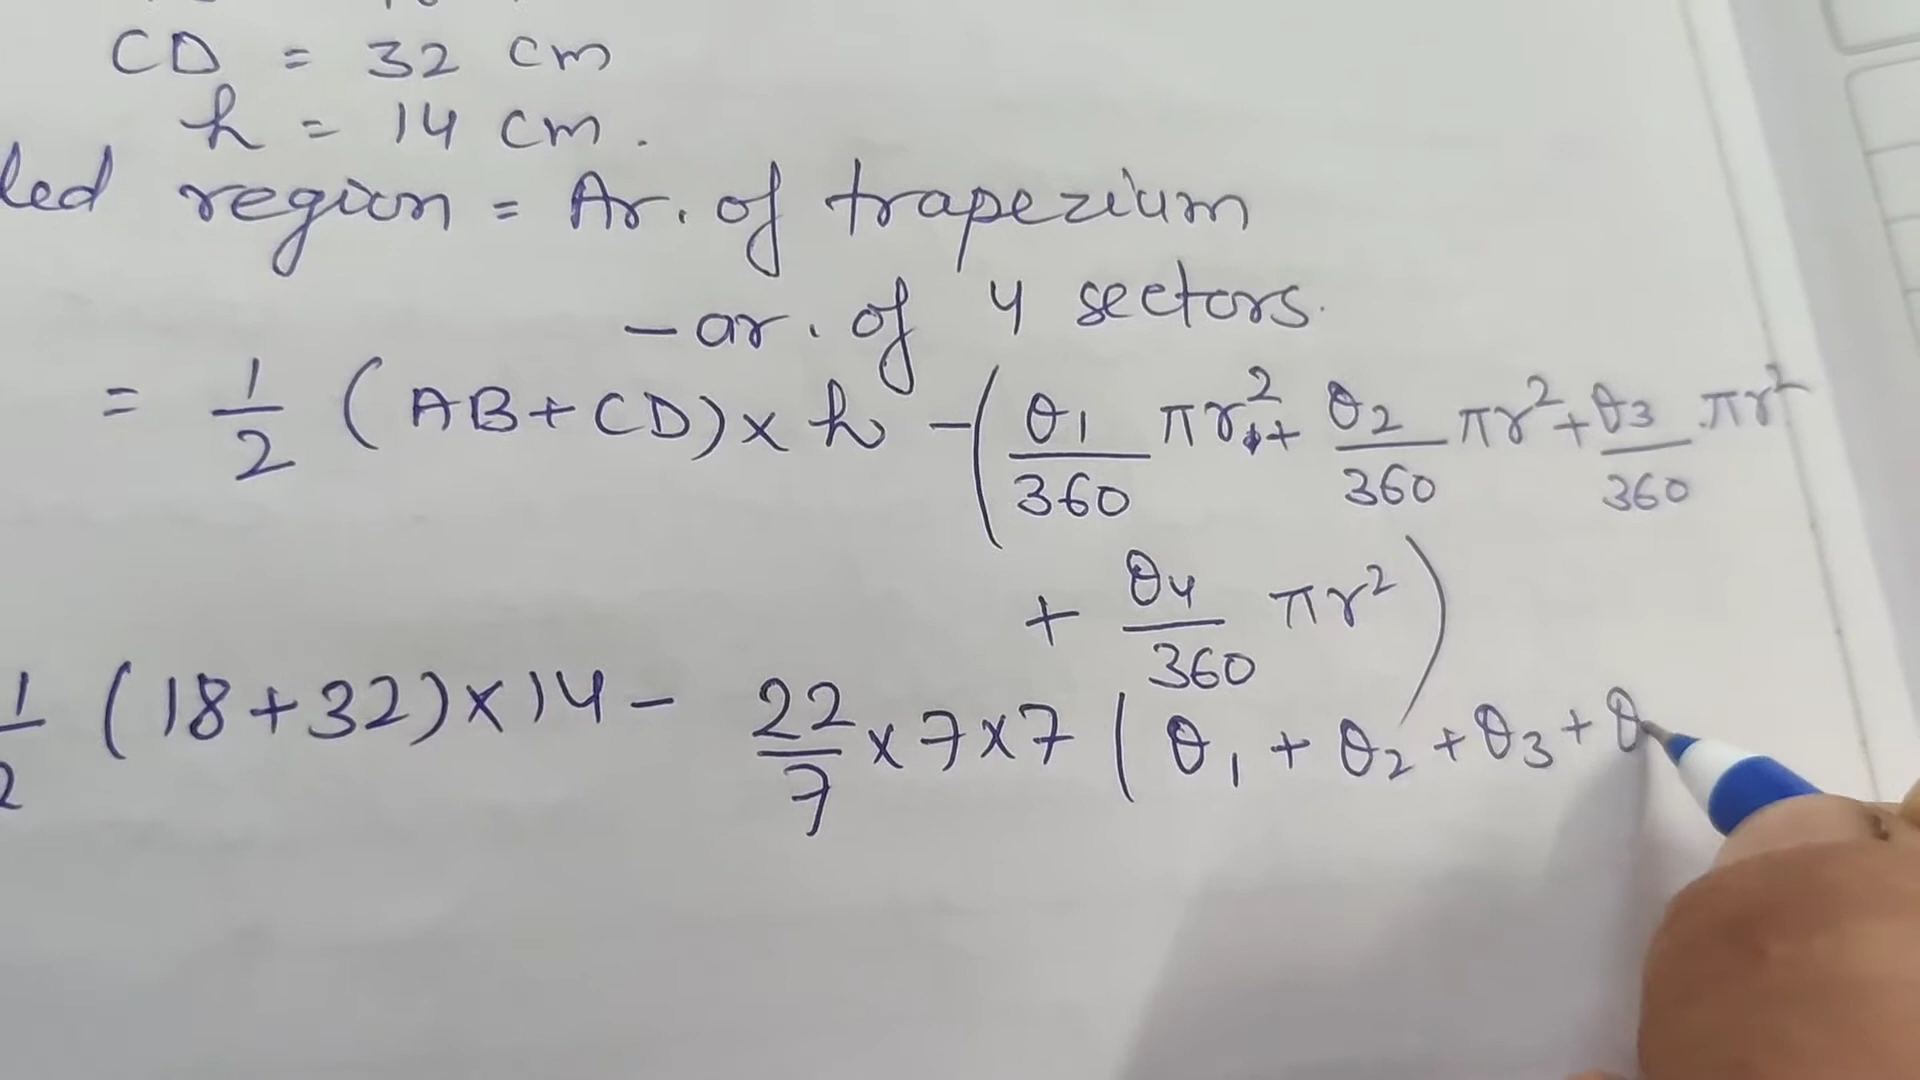 CD = 32 cm
h = 14 cm.
led region = Ar. of trapezium
- ar. of 4 sectors.
= 1/2 (AB+CD) x h - (θ1/360 πr² + θ2/360 πr² + θ3/360 .πr²
+ θ4/360 πr²)
1/2 (18+32) x 14 - 22/7 x 7 x 7 (θ1 + θ2 + θ3 + θ